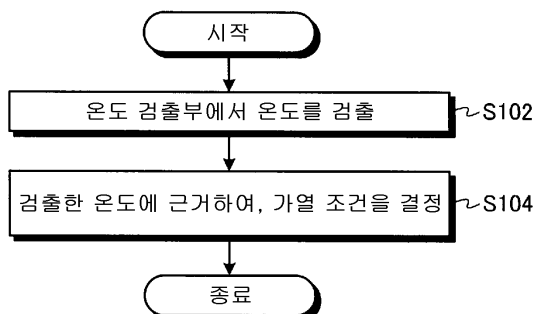 시작
온도 검출부에서 온도를 검출
S102
검출한 온도에 근거하여, 가열 조건을 결정
S104
종료